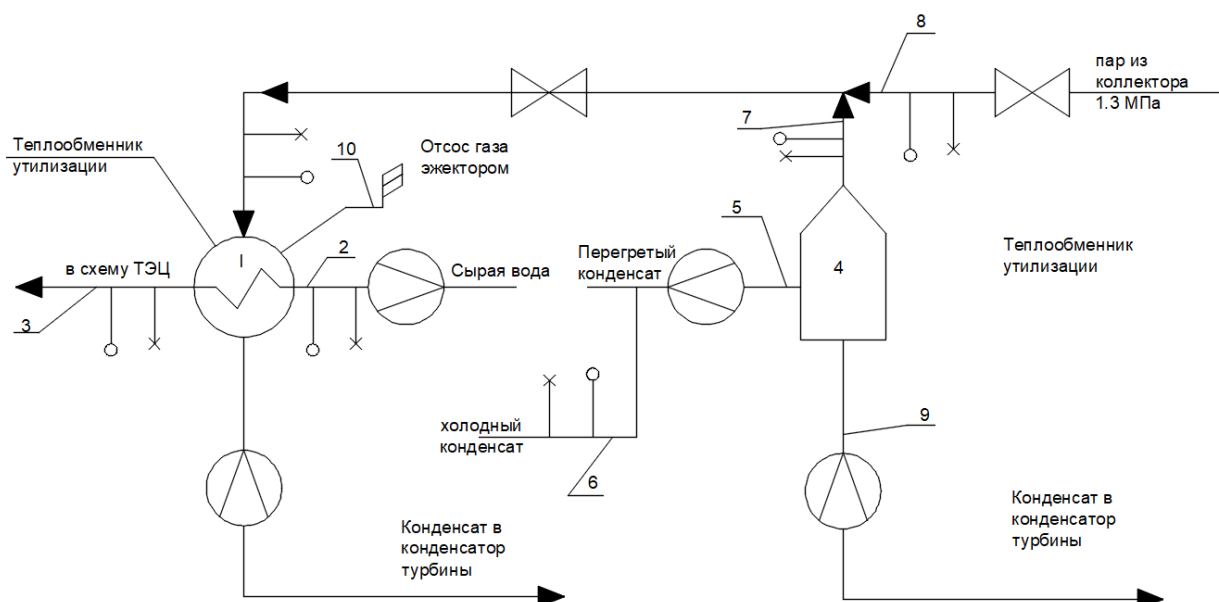 8
пар из
коллектора
1.3 МПа
7
Теплообменник
утилизации
10
Отсос газа
эжектором
I
2
5
в схему ТЭЦ
Сырая вода
Перегретый
конденсат
4
Теплообменник
утилизации
3
холодный
конденсат
6
9
Конденсат в
конденсатор
турбины
Конденсат в
конденсатор
турбины